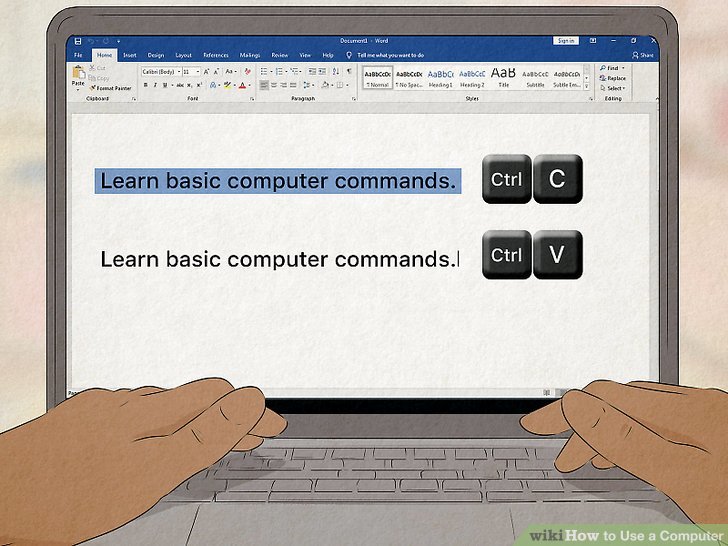 Document1 - Word
Sign in
File Home Insert Design Layout References Mailings Review View Help Tell me what you want to do Share
Paste
Cut
Copy
Format Painter
Clipboard
Calibri (Body) 11
Font
Paragraph
AaBbCcDc AaBbCcDc AaBbCc AaBbCcC AaB AaBbCcC AaBbCcDc
¶ Normal ¶ No Spac... Heading 1 Heading 2 Title Subtitle Subtle Em...
Styles
Find
Replace
Select
Editing
Learn basic computer commands. Ctrl C
Learn basic computer commands. Ctrl V
wikiHow to Use a Computer